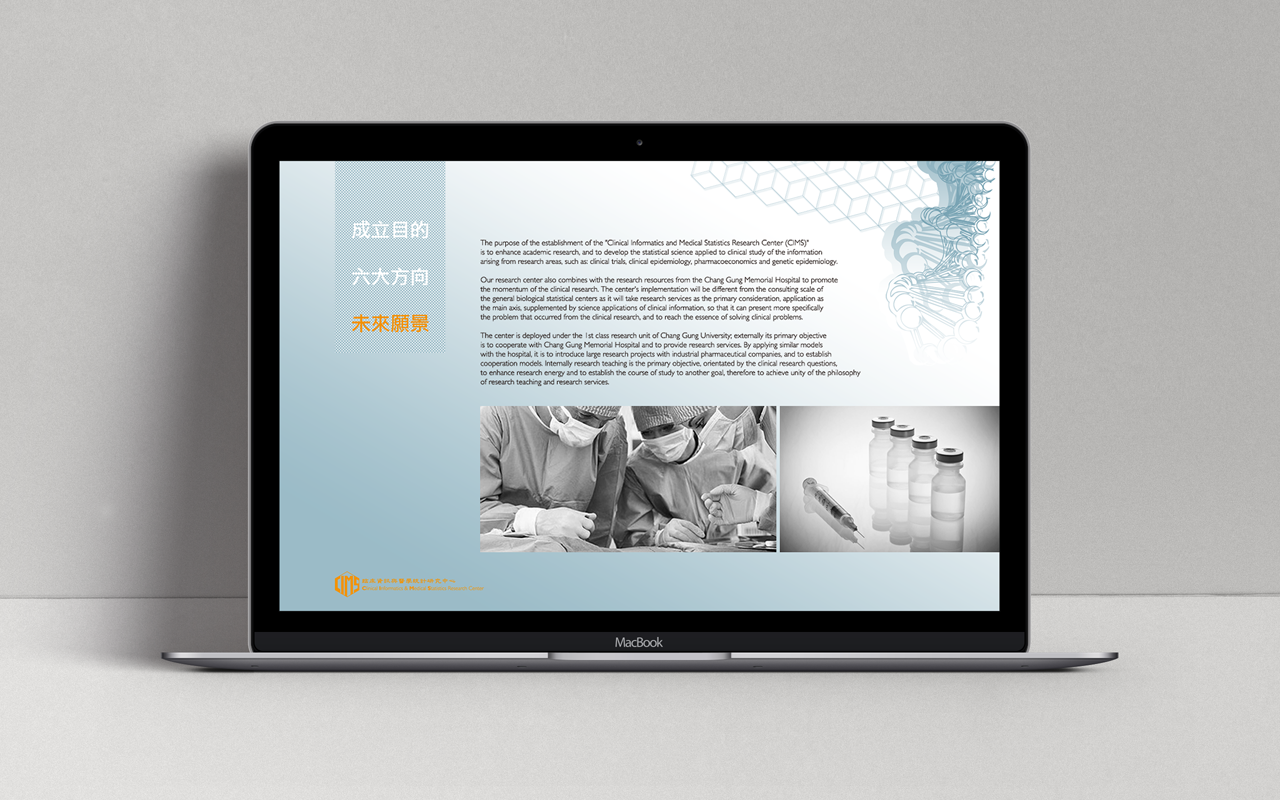 成立目的
六大方向
未來願景
The purpose of the establishment of the "Clinical Informatics and Medical Statistics Research Center (CIMS)"
is to enhance academic research, and to develop the statistical science applied to clinical study of the information
arising from research areas, such as: clinical trials, clinical epidemiology, pharmacoeconomics and genetic epidemiology.
Our research center also combines with the research resources from the Chang Gung Memorial Hospital to promote
the momentum of the clinical research. The center's implementation will be different from the consulting scale of
the general biological statistical centers as it will take research services as the primary consideration, application as
the main axis, supplemented by science applications of clinical information, so that it can present more specifically
the problem that occurred from the clinical research, and to reach the essence of solving clinical problems.
The center is deployed under the 1st class research unit of Chang Gung University; externally its primary objective
is to cooperate with Chang Gung Memorial Hospital and to provide research services. By applying similar models
with the hospital, it is to introduce large research projects with industrial pharmaceutical companies, and to establish
cooperation models. Internally research teaching is the primary objective, orientated by the clinical research questions,
to enhance research energy and to establish the course of study to another goal, therefore to achieve unity of the philosophy
of research teaching and research services.
CIMS
MacBook